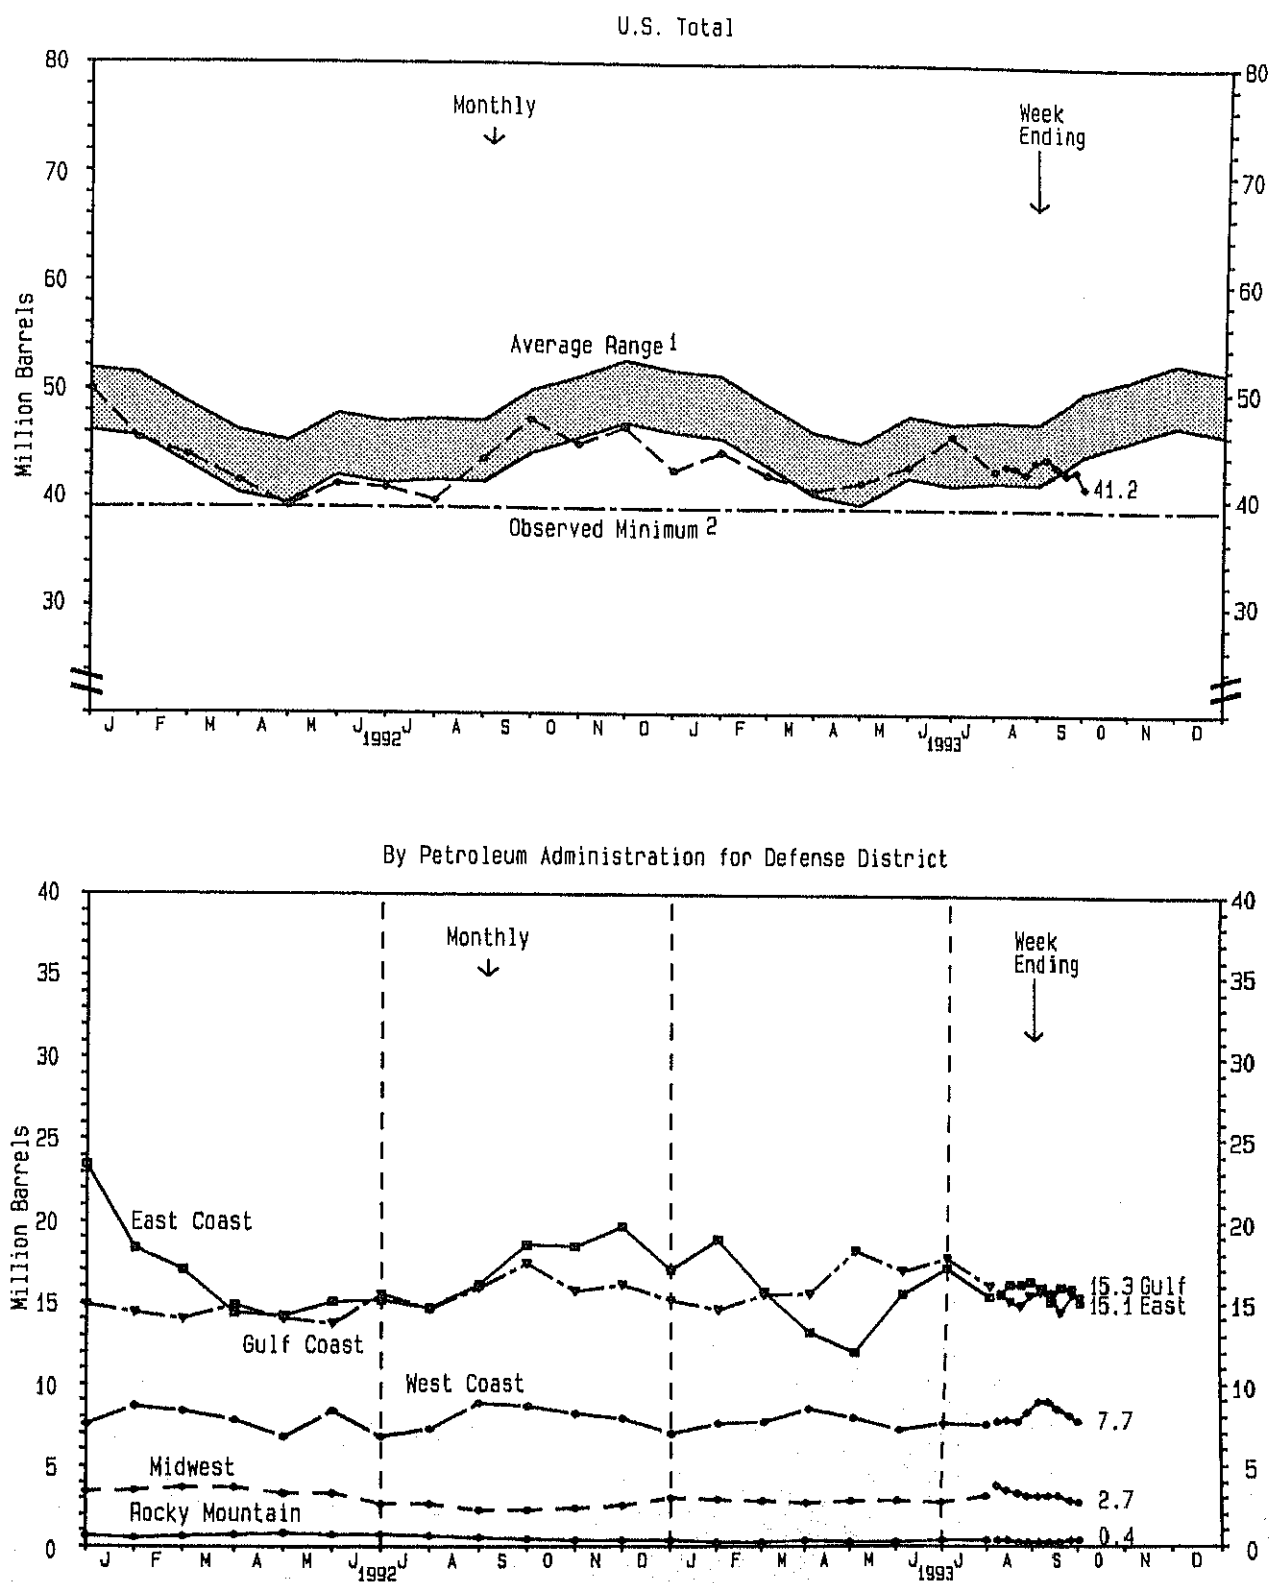 U.S. Total
80
80
Monthly
Week
Ending
70
70
60
60
Million Barrels
Average Range 1
50
50
40
41.2
40
Observed Minimum 2
30
30
J F M A M J J A S O N D J F M A M J J A S O N D
1992
1993
By Petroleum Administration for Defense District
40
40
Monthly
Week
Ending
35
35
30
30
Million Barrels
25
25
20
East Coast
20
15
15.3 Gulf
15
15.1 East
Gulf Coast
10
West Coast
10
7.7
5
Midwest
5
2.7
Rocky Mountain
0.4
0
0
J F M A M J J A S O N D J F M A M J J A S O N D
1992
1993